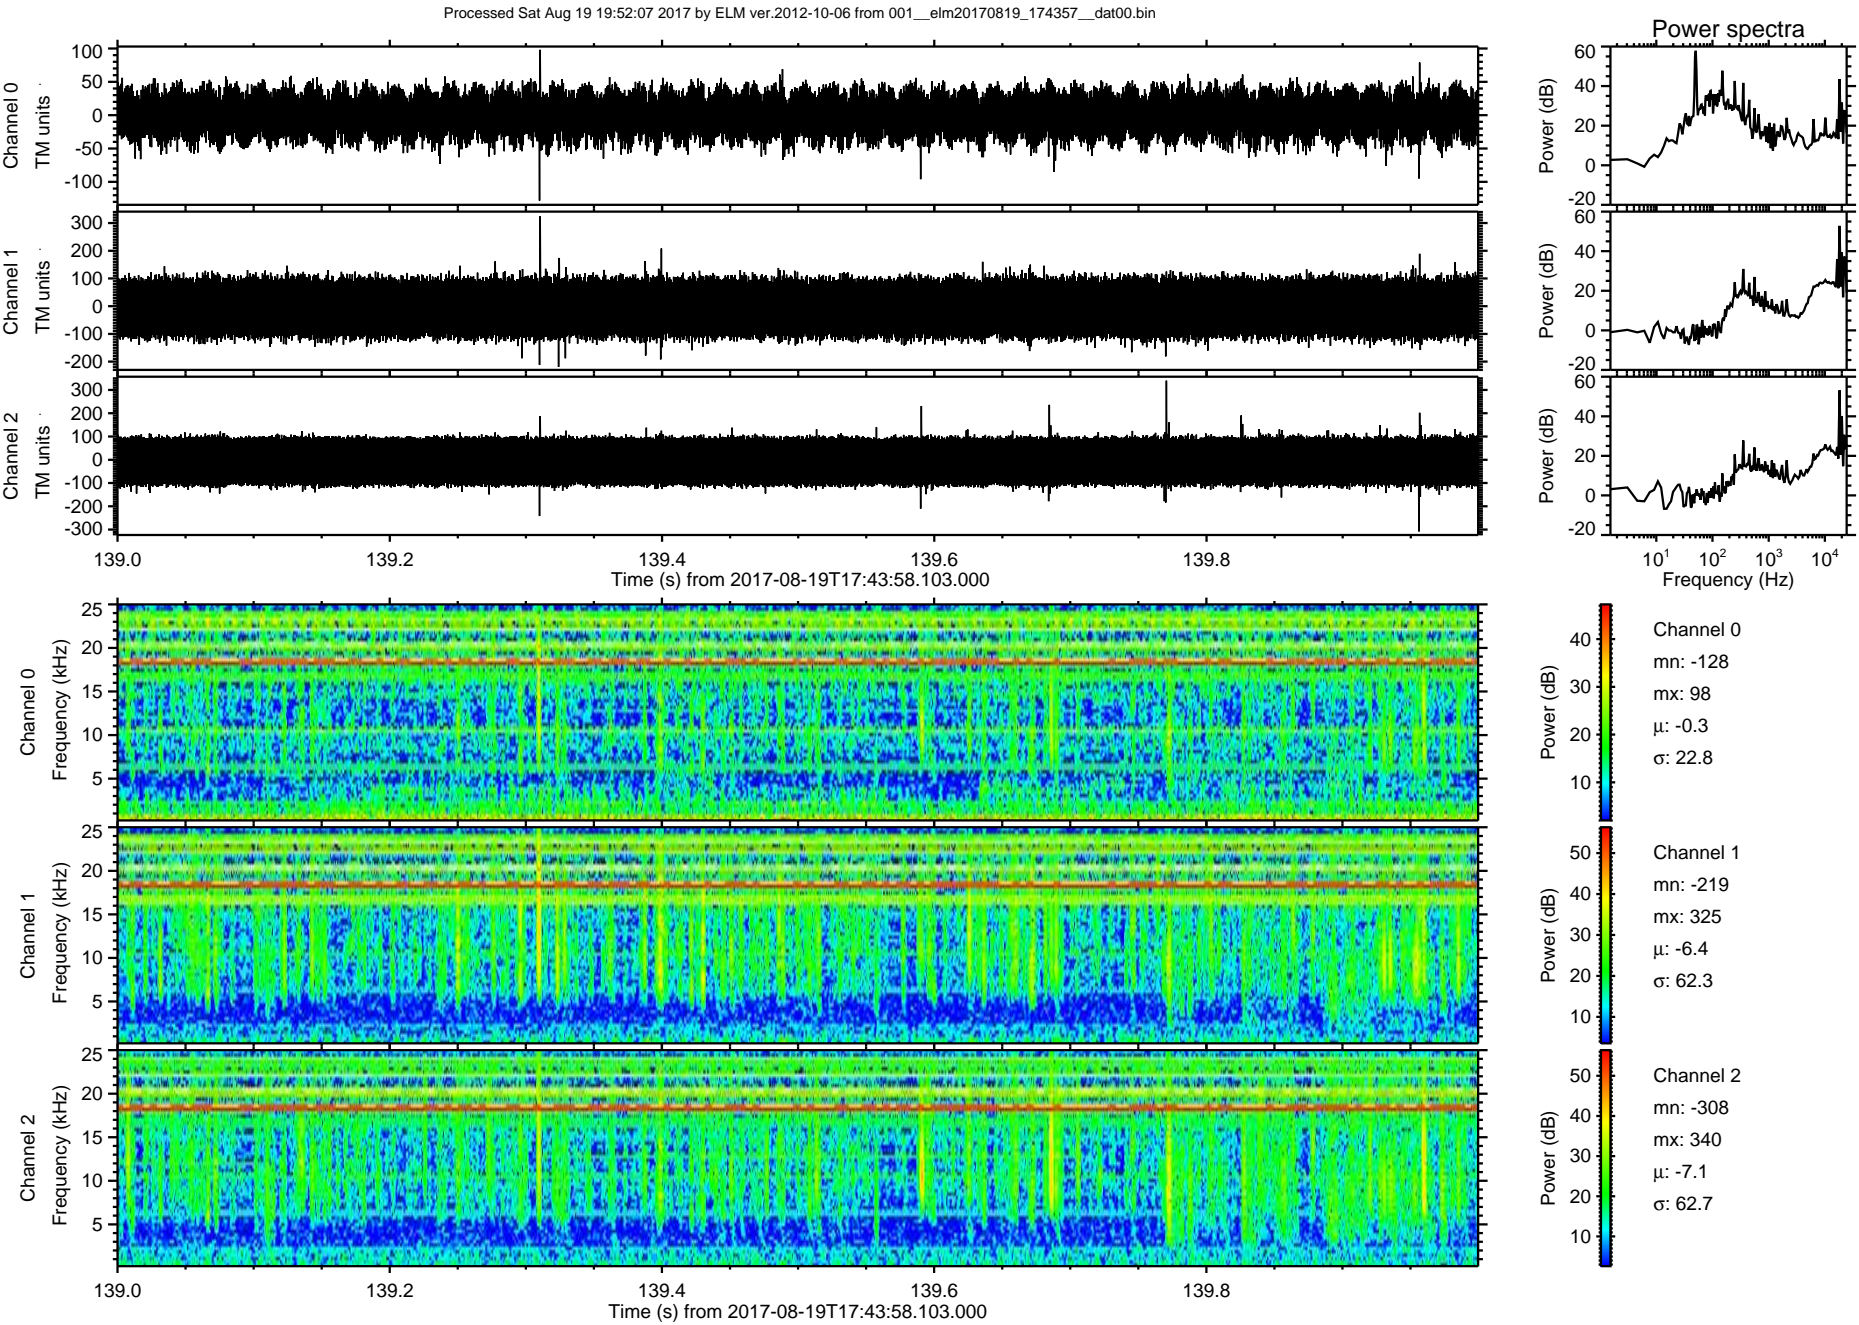 Processed Sat Aug 19 19:52:07 2017 by ELM ver.2012-10-06 from 001__elm20170819_174357__dat00.bin
Power spectra
Channel 0
TM units
100
50
0
-50
-100
Power (dB)
60
40
20
0
-20
Channel 1
TM units
300
200
100
0
-100
-200
Power (dB)
60
40
20
0
-20
Channel 2
TM units
300
200
100
0
-100
-200
-300
Power (dB)
60
40
20
0
-20
139.0 139.2 139.4 139.6 139.8
Time (s) from 2017-08-19T17:43:58.103.000
10^1 10^2 10^3 10^4
Frequency (Hz)
Channel 0
Frequency (kHz)
25
20
15
10
5
Power (dB)
40
30
20
10
Channel 0
mn: -128
mx: 98
μ: -0.3
σ: 22.8
Channel 1
Frequency (kHz)
25
20
15
10
5
Power (dB)
50
40
30
20
10
Channel 1
mn: -219
mx: 325
μ: -6.4
σ: 62.3
Channel 2
Frequency (kHz)
25
20
15
10
5
Power (dB)
50
40
30
20
10
Channel 2
mn: -308
mx: 340
μ: -7.1
σ: 62.7
139.0 139.2 139.4 139.6 139.8
Time (s) from 2017-08-19T17:43:58.103.000